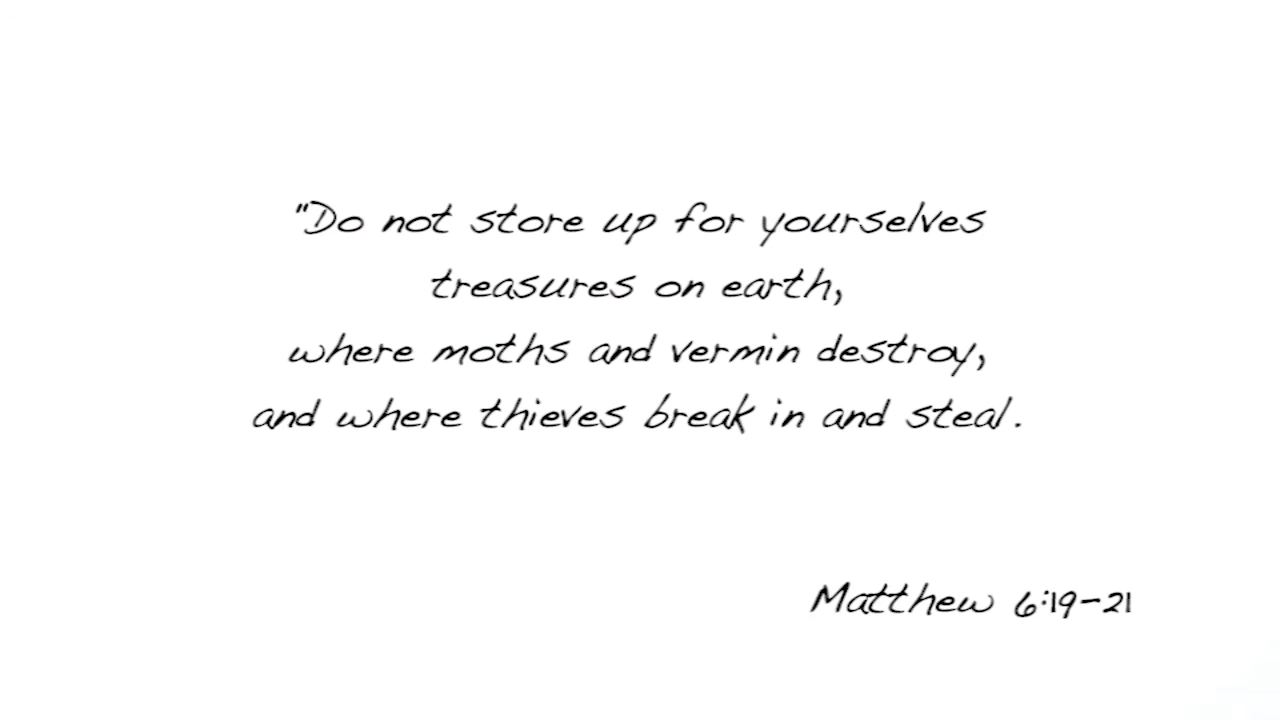 "Do not store up for yourselves
treasures on earth,
where moths and vermin destroy,
and where thieves break in and steal.
Matthew 6:19-21